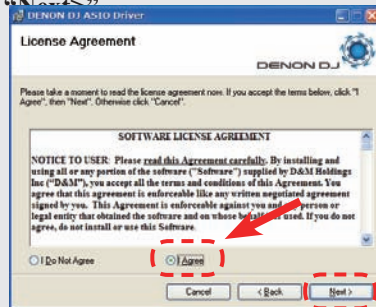 "Next>"
DENON DJ ASIO Driver
License Agreement
DENON DJ
Please take a moment to read the license agreement now. If you accept the terms below, click "I
Agree", then "Next". Otherwise click "Cancel".
SOFTWARE LICENSE AGREEMENT
NOTICE TO USER: Please read this Agreement carefully. By installing and
using all or any portion of the software ("Software") supplied by D&M Holdings
Inc ("D&M"), you accept all the terms and conditions of this Agreement. You
agree that this agreement is enforceable like any written negotiated agreement
signed by you. This Agreement is enforceable against you and any person or
legal entity that obtained the software and on whose behalf it is used. If you do not
agree, do not install or use this Software.
I Do Not Agree
I Agree
Cancel
< Back
Next >